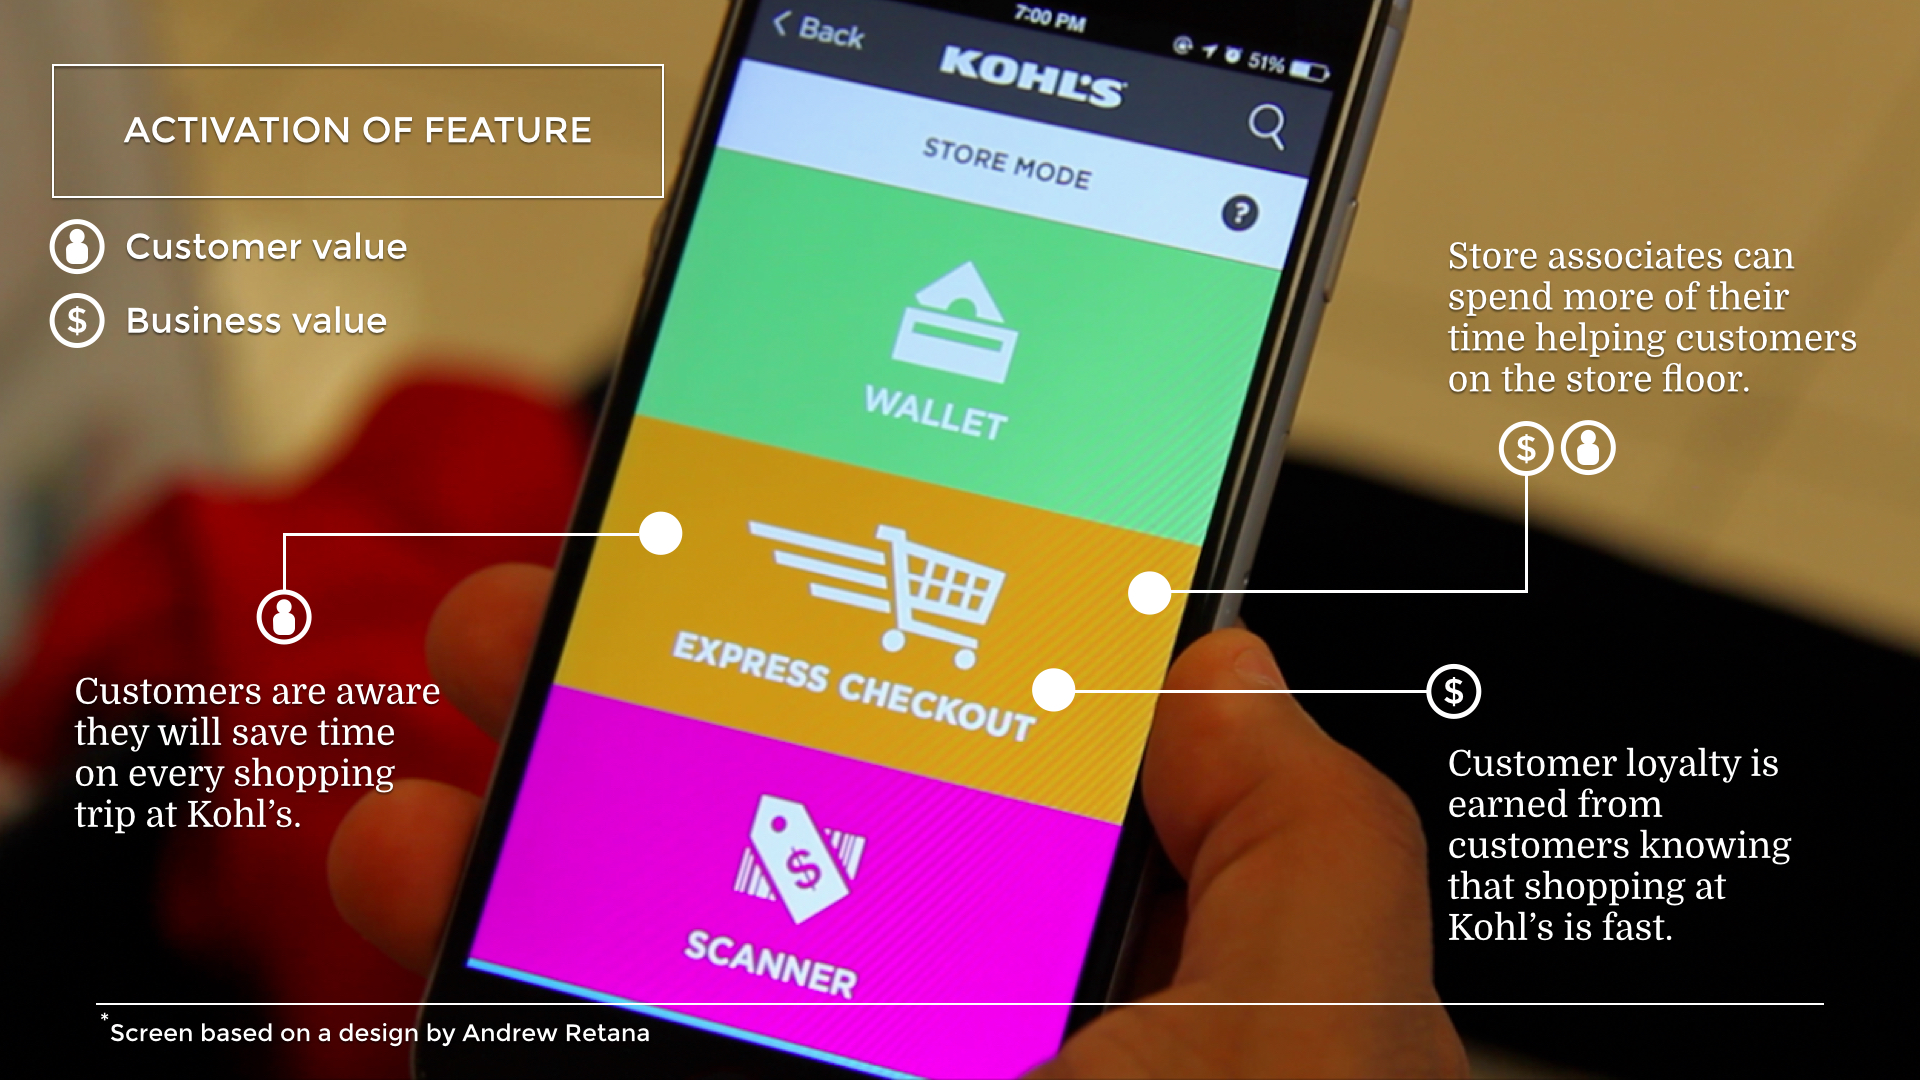 7:00 PM
51%
Back
KOHL'S
STORE MODE
?
WALLET
EXPRESS CHECKOUT
$
SCANNER
ACTIVATION OF FEATURE
Customer value
$ Business value
Customers are aware
they will save time
on every shopping
trip at Kohl’s.
Store associates can
spend more of their
time helping customers
on the store floor.
$
$
Customer loyalty is
earned from
customers knowing
that shopping at
Kohl’s is fast.
*Screen based on a design by Andrew Retana